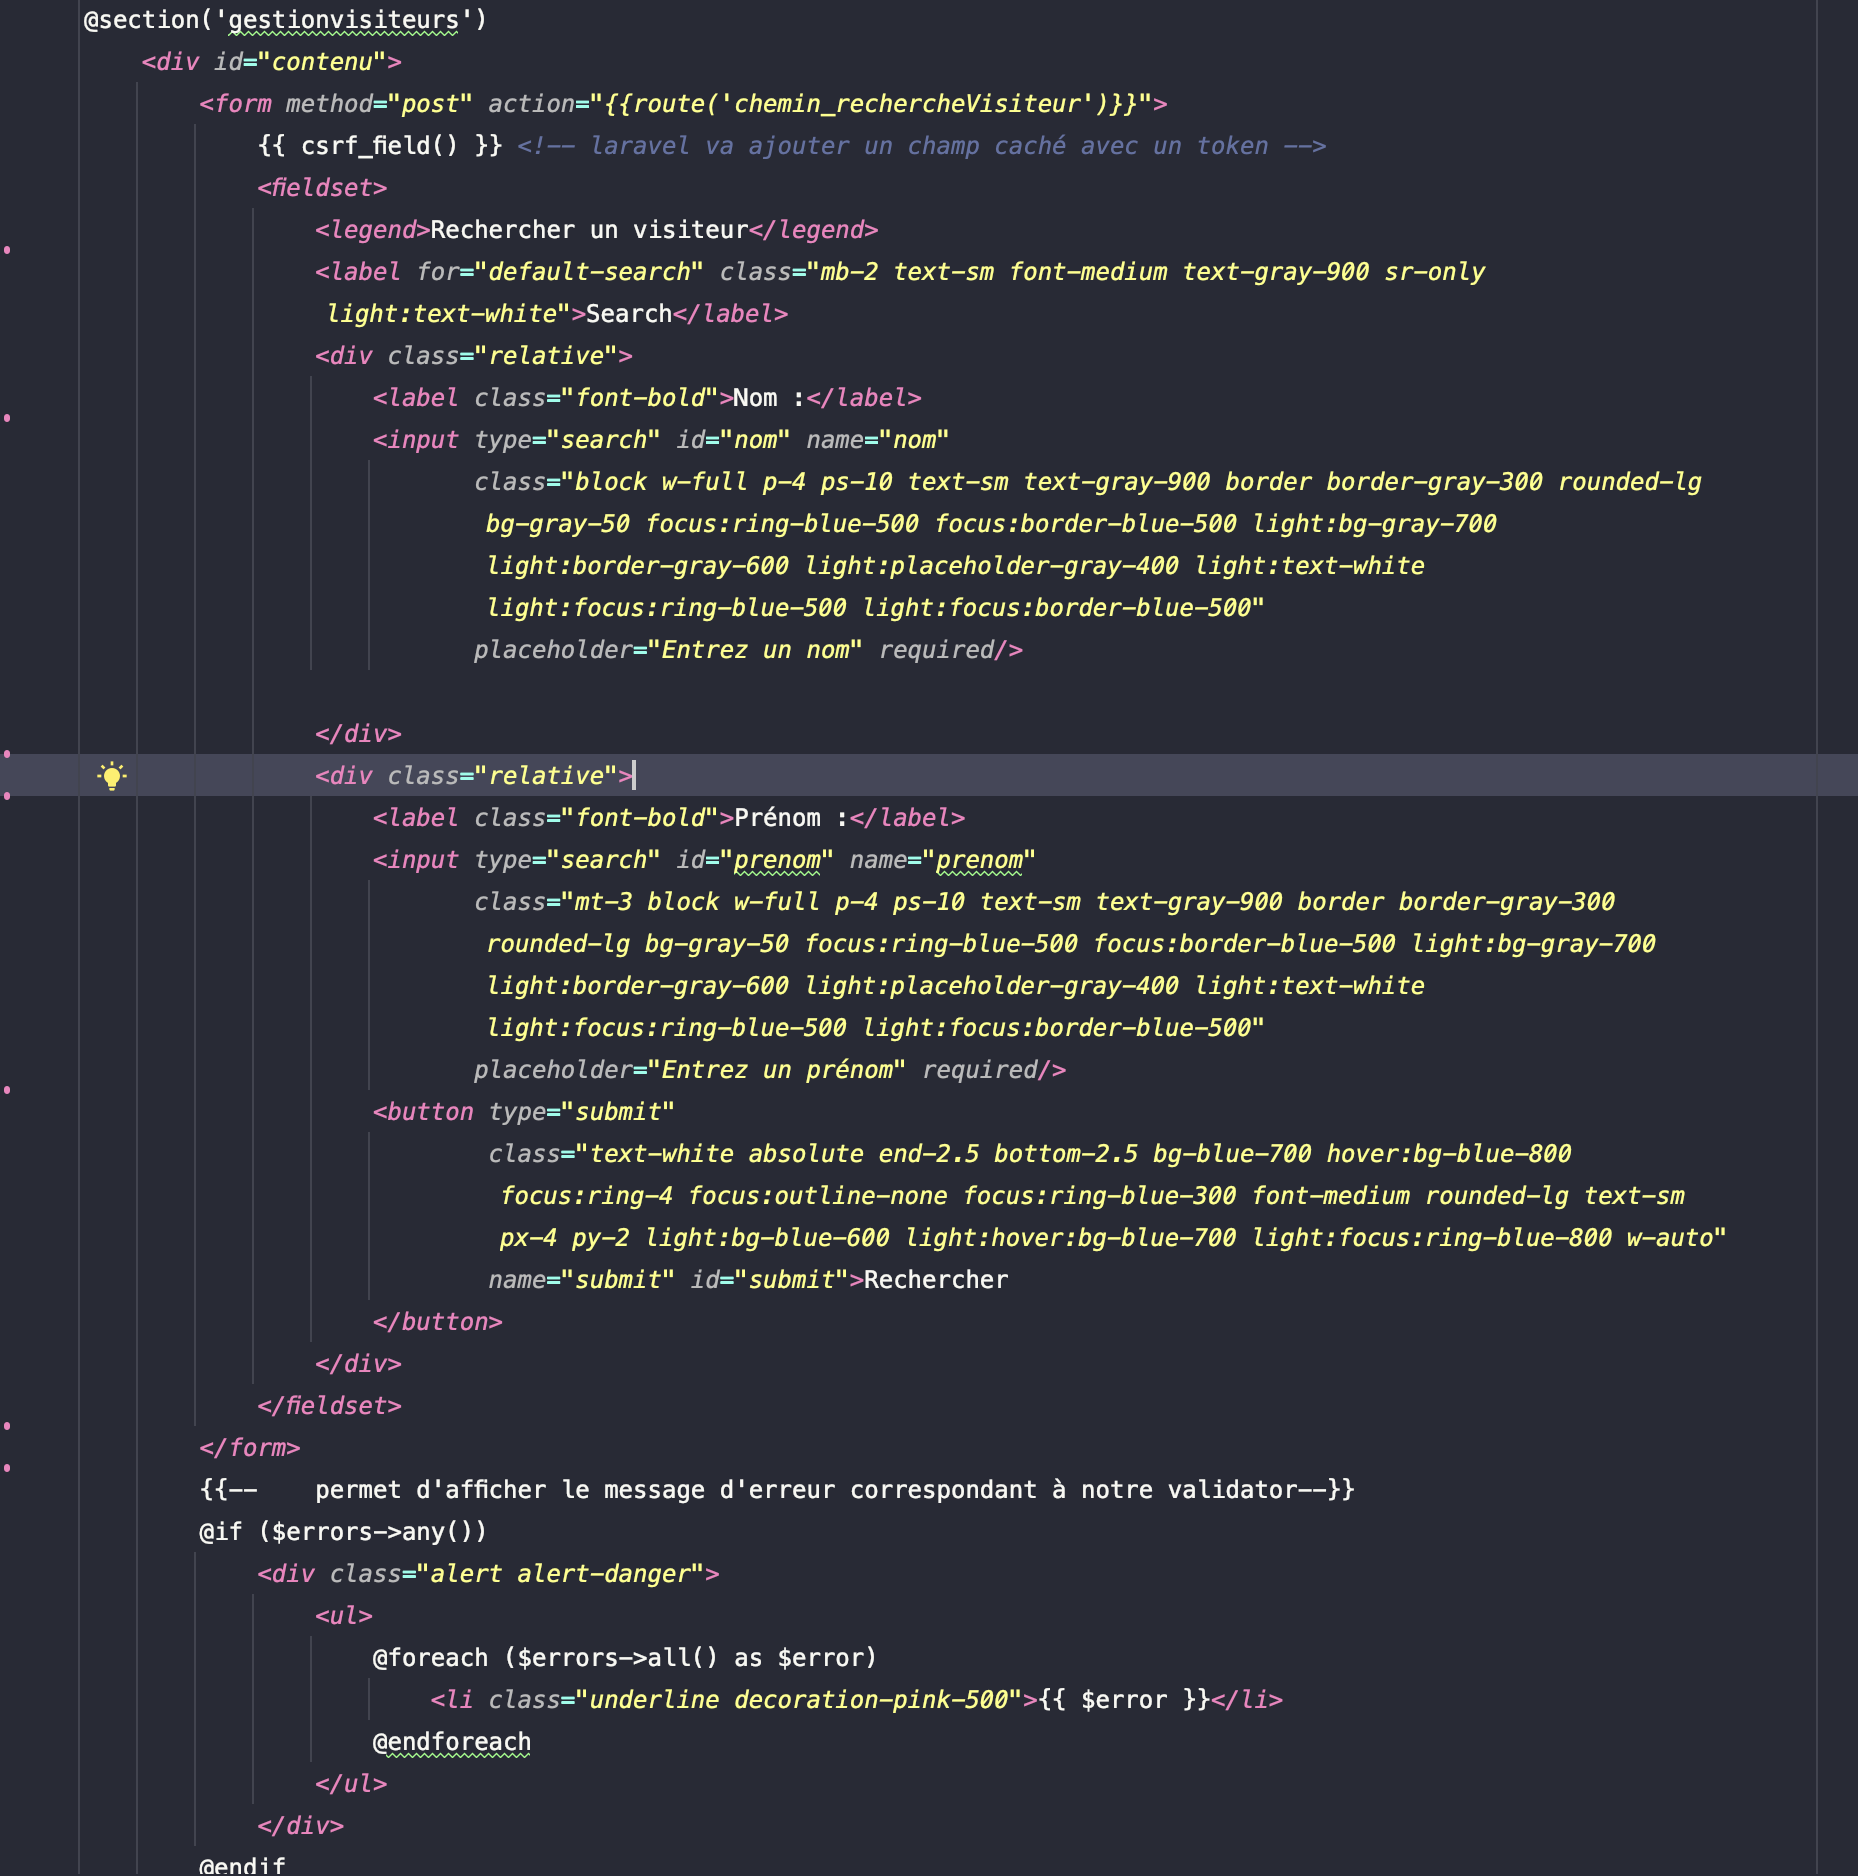 @section('gestionvisiteurs')
<div id="contenu">
<form method="post" action="{{route('chemin_rechercheVisiteur')}}">
{{ csrf_field() }} <!-- laravel va ajouter un champ caché avec un token -->
<fieldset>
<legend>Rechercher un visiteur</legend>
<label for="default-search" class="mb-2 text-sm font-medium text-gray-900 sr-only
light:text-white">Search</label>
<div class="relative">
<label class="font-bold">Nom :</label>
<input type="search" id="nom" name="nom"
class="block w-full p-4 ps-10 text-sm text-gray-900 border border-gray-300 rounded-lg
bg-gray-50 focus:ring-blue-500 focus:border-blue-500 light:bg-gray-700
light:border-gray-600 light:placeholder-gray-400 light:text-white
light:focus:ring-blue-500 light:focus:border-blue-500"
placeholder="Entrez un nom" required/>
</div>
<div class="relative">
<label class="font-bold">Prénom :</label>
<input type="search" id="prenom" name="prenom"
class="mt-3 block w-full p-4 ps-10 text-sm text-gray-900 border border-gray-300
rounded-lg bg-gray-50 focus:ring-blue-500 focus:border-blue-500 light:bg-gray-700
light:border-gray-600 light:placeholder-gray-400 light:text-white
light:focus:ring-blue-500 light:focus:border-blue-500"
placeholder="Entrez un prénom" required/>
<button type="submit"
class="text-white absolute end-2.5 bottom-2.5 bg-blue-700 hover:bg-blue-800
focus:ring-4 focus:outline-none focus:ring-blue-300 font-medium rounded-lg text-sm
px-4 py-2 light:bg-blue-600 light:hover:bg-blue-700 light:focus:ring-blue-800 w-auto"
name="submit" id="submit">Rechercher
</button>
</div>
</fieldset>
</form>
{{--    permet d'afficher le message d'erreur correspondant à notre validator--}}
@if ($errors->any())
<div class="alert alert-danger">
<ul>
@foreach ($errors->all() as $error)
<li class="underline decoration-pink-500">{{ $error }}</li>
@endforeach
</ul>
</div>
@endif